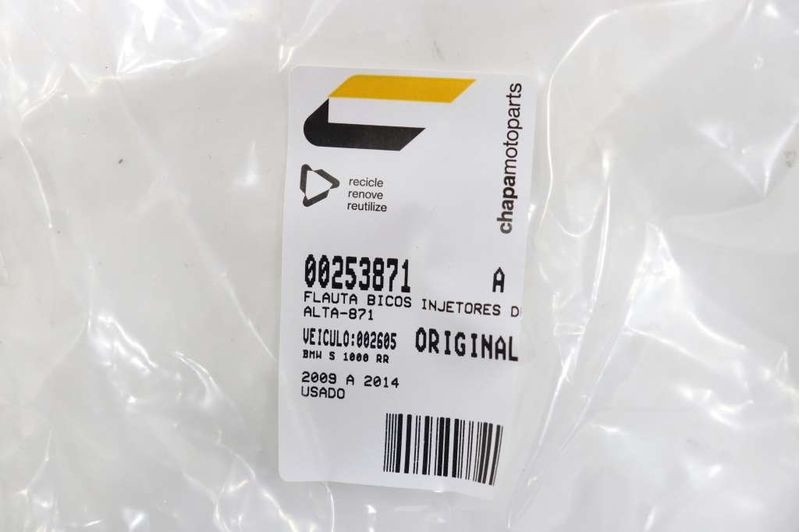 chapamotoparts
recicle
renove
reutilize
00253871 A
FLAUTA BICOS INJETORES D
ALTA-871
VEICULO:002605 ORIGINAL
BMW S 1000 RR
2009 A 2014
USADO